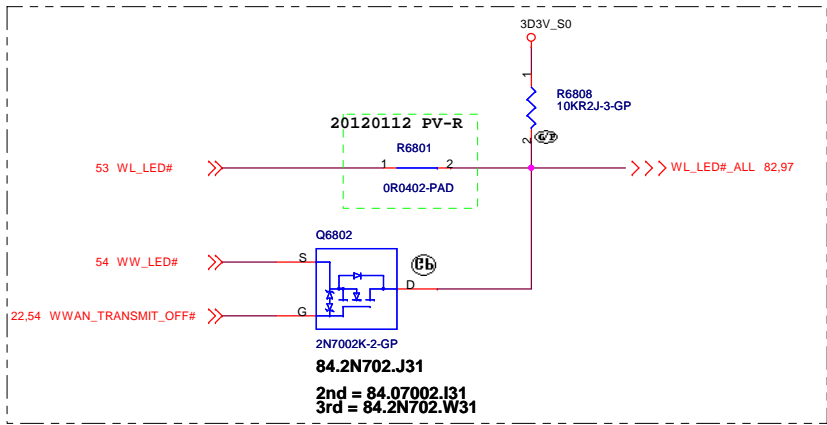 3D3V_S0
1
R6808
10KR2J-3-GP
2
G/P
20120112 PV-R
R6801
53 WL_LED#
1
2
WL_LED#_ALL 82,97
0R0402-PAD
Q6802
54 WW_LED#
S
Cb
D
22,54 WWAN_TRANSMIT_OFF#
G
2N7002K-2-GP
84.2N702.J31
2nd = 84.07002.I31
3rd = 84.2N702.W31